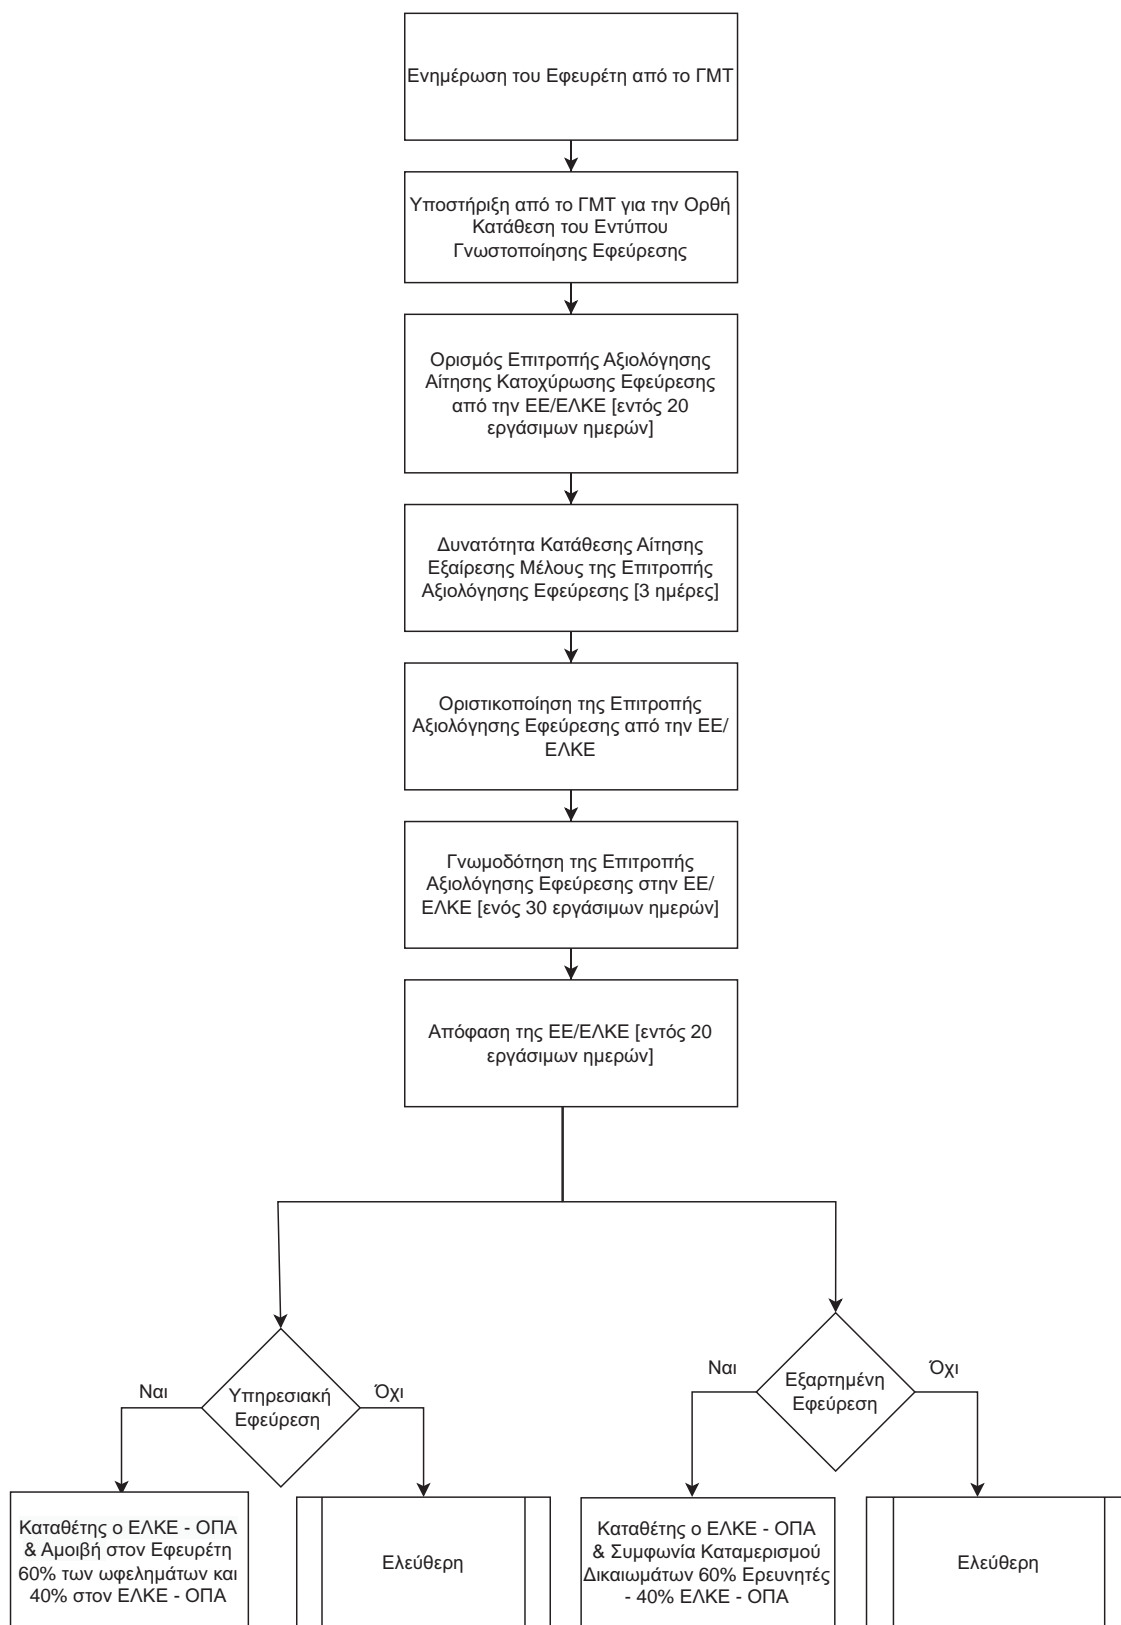 Ενημέρωση του Εφευρέτη από το ΓΜΤ
Υποστήριξη από το ΓΜΤ για την Ορθή
Κατάθεση του Εντύπου
Γνωστοποίησης Εφεύρεσης
Ορισμός Επιτροπής Αξιολόγησης
Αίτησης Κατοχύρωσης Εφεύρεσης
από την ΕΕ/ΕΛΚΕ [εντός 20
εργάσιμων ημερών]
Δυνατότητα Κατάθεσης Αίτησης
Εξαίρεσης Μέλους της Επιτροπής
Αξιολόγησης Εφεύρεσης [3 ημέρες]
Οριστικοποίηση της Επιτροπής
Αξιολόγησης Εφεύρεσης από την ΕΕ/
ΕΛΚΕ
Γνωμοδότηση της Επιτροπής
Αξιολόγησης Εφεύρεσης στην ΕΕ/
ΕΛΚΕ [ενός 30 εργάσιμων ημερών]
Απόφαση της ΕΕ/ΕΛΚΕ [εντός 20
εργάσιμων ημερών]
Ναι
Υπηρεσιακή
Εφεύρεση
Όχι
Ναι
Εξαρτημένη
Εφεύρεση
Όχι
Καταθέτης ο ΕΛΚΕ - ΟΠΑ
& Αμοιβή στον Εφευρέτη
60% των ωφελημάτων και
40% στον ΕΛΚΕ - ΟΠΑ
Ελεύθερη
Καταθέτης ο ΕΛΚΕ - ΟΠΑ
& Συμφωνία Καταμερισμού
Δικαιωμάτων 60% Ερευνητές
- 40% ΕΛΚΕ - ΟΠΑ
Ελεύθερη